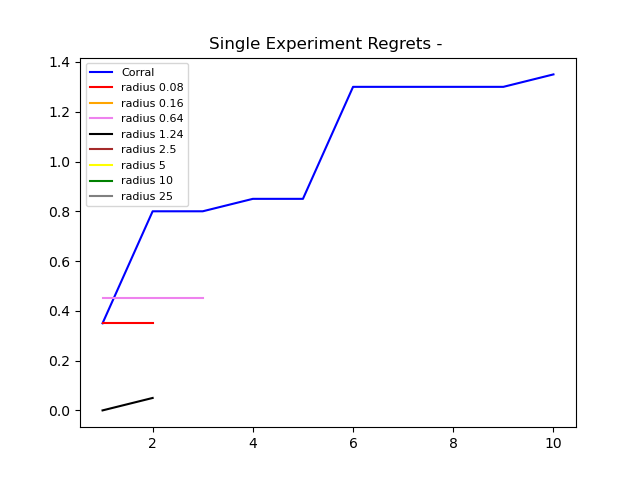 Single Experiment Regrets -
1.4
1.2
1.0
0.8
0.6
0.4
0.2
0.0
Corral
radius 0.08
radius 0.16
radius 0.64
radius 1.24
radius 2.5
radius 5
radius 10
radius 25
2 4 6 8 10